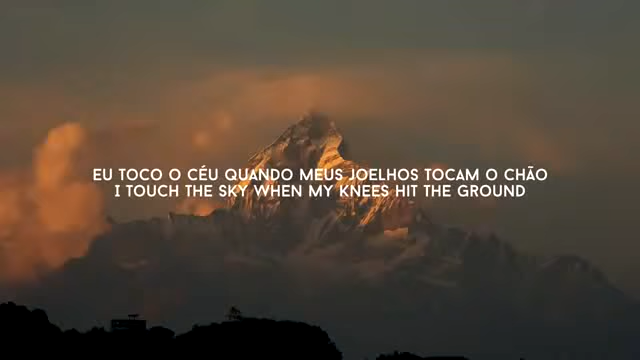 EU TOCO O CÉU QUANDO MEUS JOELHOS TOCAM O CHÃO
I TOUCH THE SKY WHEN MY KNEES HIT THE GROUND